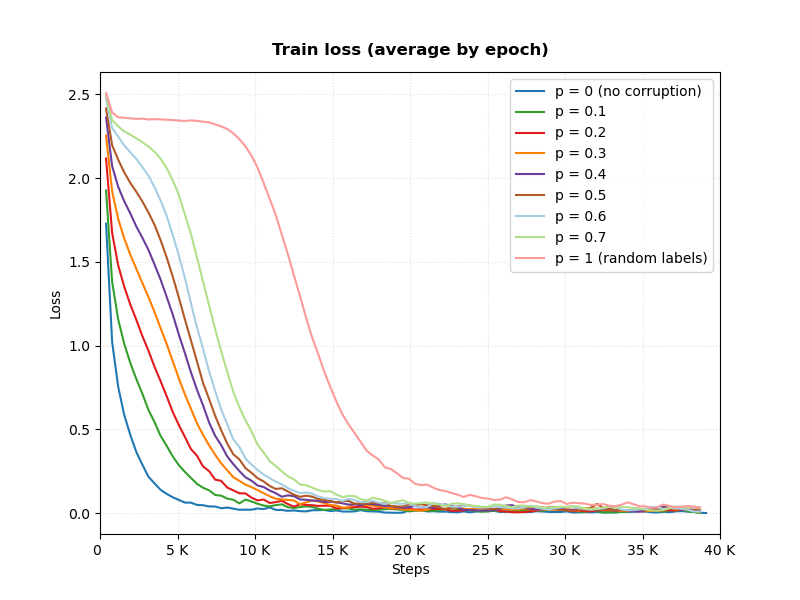 Train loss (average by epoch)
2.5
2.0
1.5
1.0
0.5
0.0
Loss
p = 0 (no corruption)
p = 0.1
p = 0.2
p = 0.3
p = 0.4
p = 0.5
p = 0.6
p = 0.7
p = 1 (random labels)
0 5 K 10 K 15 K 20 K 25 K 30 K 35 K 40 K
Steps